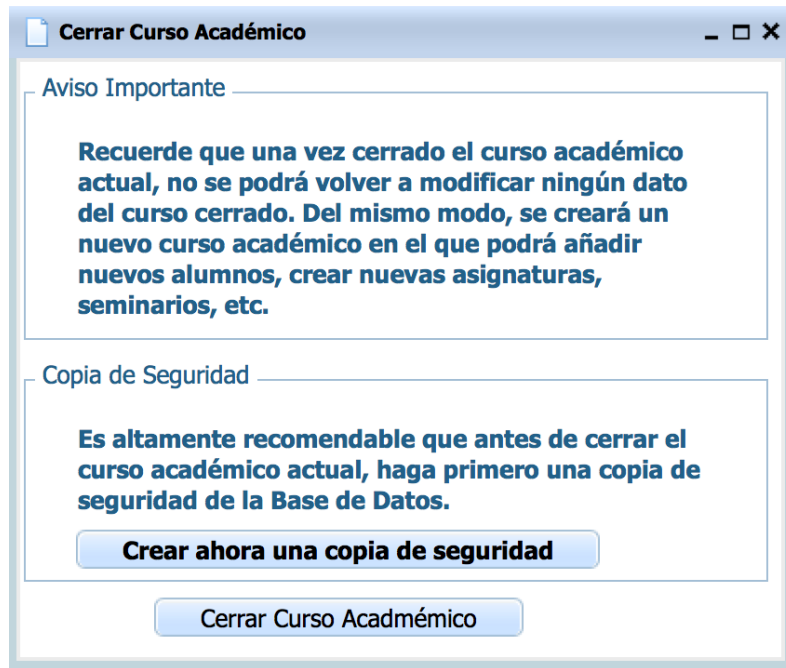 Cerrar Curso Académico
Aviso Importante
Recuerde que una vez cerrado el curso académico
actual, no se podrá volver a modificar ningún dato
del curso cerrado. Del mismo modo, se creará un
nuevo curso académico en el que podrá añadir
nuevos alumnos, crear nuevas asignaturas,
seminarios, etc.
Copia de Seguridad
Es altamente recomendable que antes de cerrar el
curso académico actual, haga primero una copia de
seguridad de la Base de Datos.
Crear ahora una copia de seguridad
Cerrar Curso Acadmémico